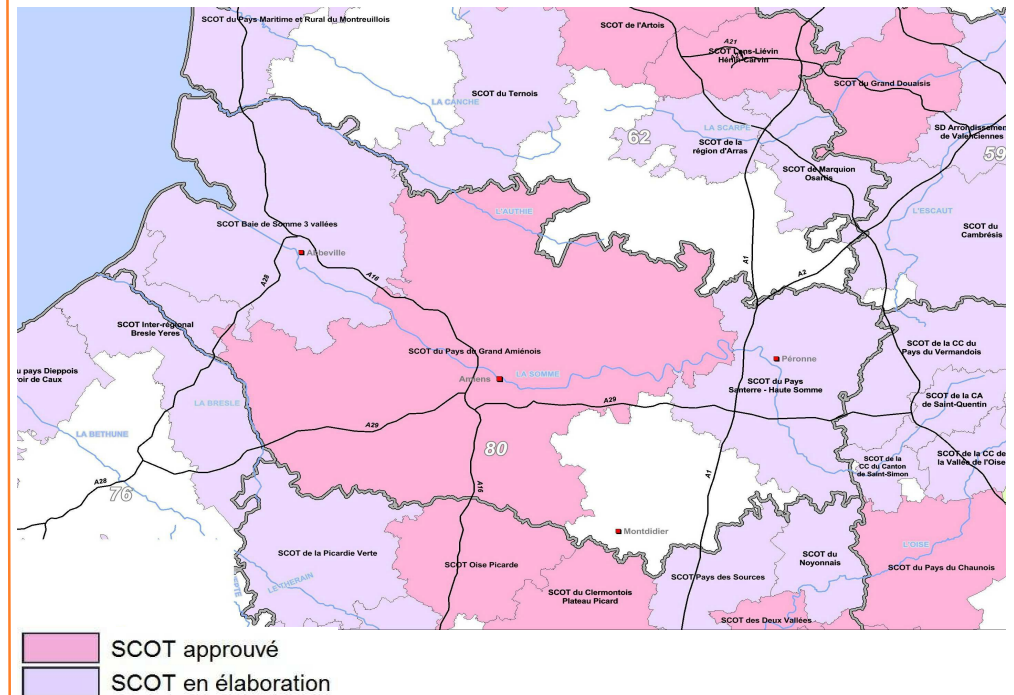 SCOT du Pays Maritime et Rural du Montreuillois
SCOT de l'Artois
A21
SCOT Lens-Liévin
Hénin-Carvin
SCOT du Grand Douaisis
SCOT du Ternois
LA CANCHE
LA SCARPE
62
SCOT de la
région d'Arras
SD Arrondissemen
de Valenciennes
59
SCOT de Marquion
Osartis
L'ESCAUT
L'AUTHIE
SCOT Baie de Somme 3 vallées
SCOT du
Cambrésis
Abbeville
A16
A28
A1
A2
SCOT Inter-régional
Bresle Yeres
SCOT du Pays du Grand Amiénois
SCOT de la CC du
Pays du Vermandois
Péronne
u pays Dieppois
oir de Caux
Amiens
LA SOMME
SCOT du Pays
Santerre - Haute Somme
LA BRESLE
A29
SCOT de la CA
de Saint-Quentin
LA BETHUNE
A29
80
SCOT de la
CC du Canton
de Saint-Simon
SCOT de la CC de
la Vallée de l'Oise
A28
76
A16
A1
Montdidier
L'OISE
SCOT de la Picardie Verte
SCOT Oise Picarde
SCOT du
Noyonnais
SCOT du Pays du Chaunois
SCOT Pays des Sources
LE THERAIN
SCOT du Clermontois
Plateau Picard
SCOT des Deux Vallées
SCOT approuvé
SCOT en élaboration